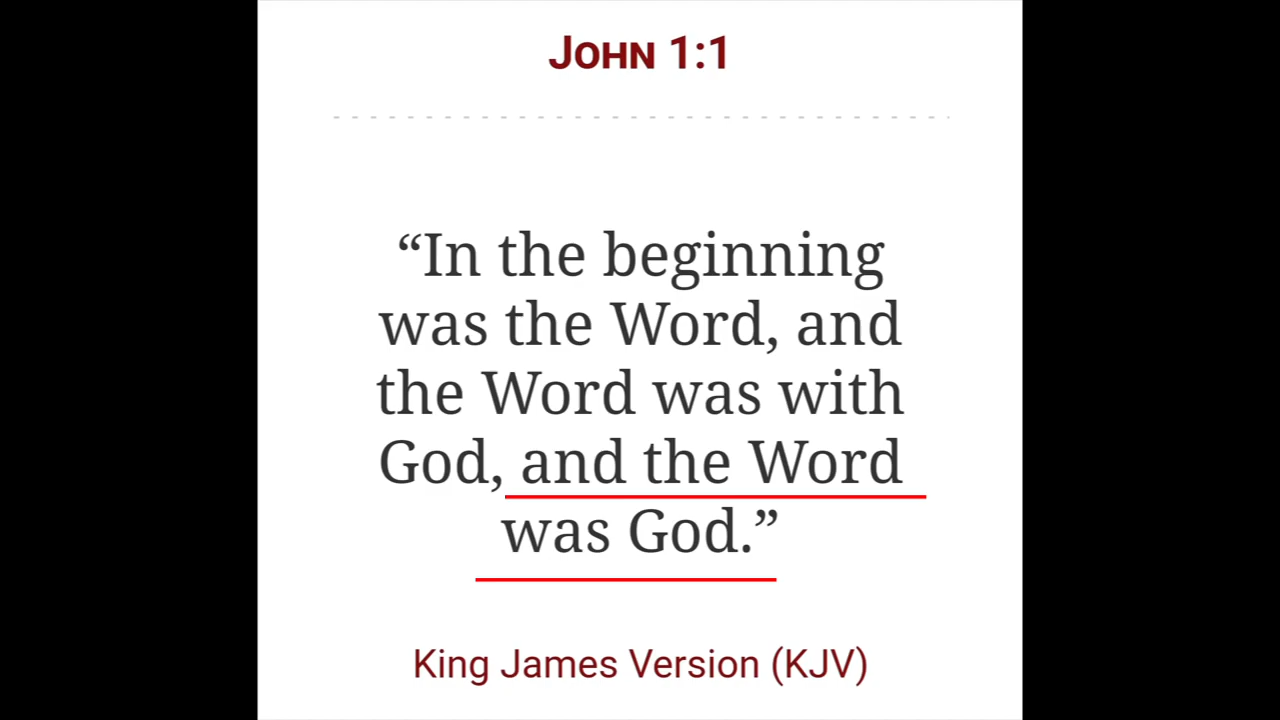 John 1:1
“In the beginning
was the Word, and
the Word was with
God, and the Word
was God.”
King James Version (KJV)